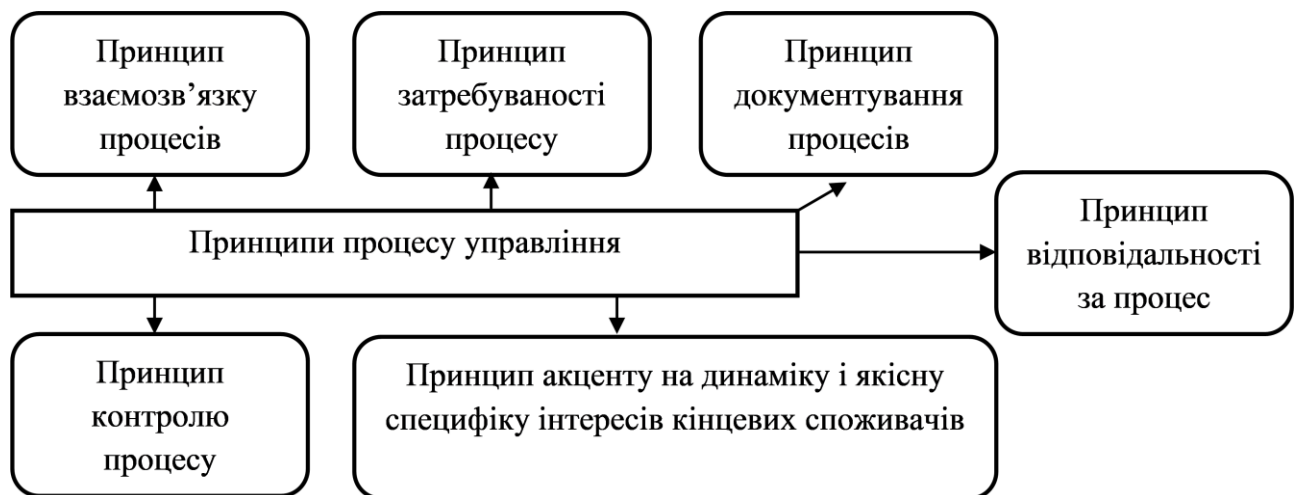 Принцип
взаємозв’язку
процесів
Принцип
затребуваності
процесу
Принцип
документування
процесів
Принципи процесу управління
Принцип
відповідальності
за процес
Принцип
контролю
процесу
Принцип акценту на динаміку і якісну
специфіку інтересів кінцевих споживачів